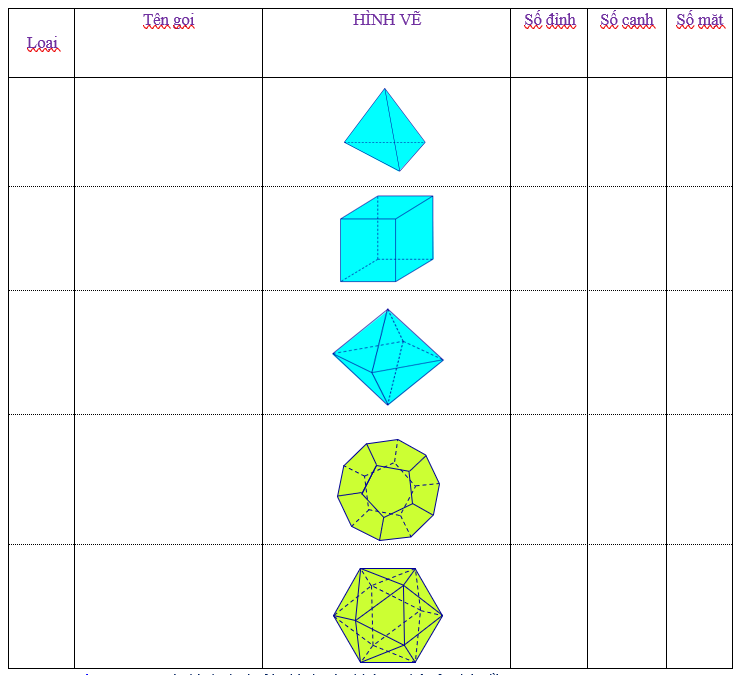 Loại
Tên gọi
HÌNH VẼ
Số đỉnh
Số cạnh
Số mặt